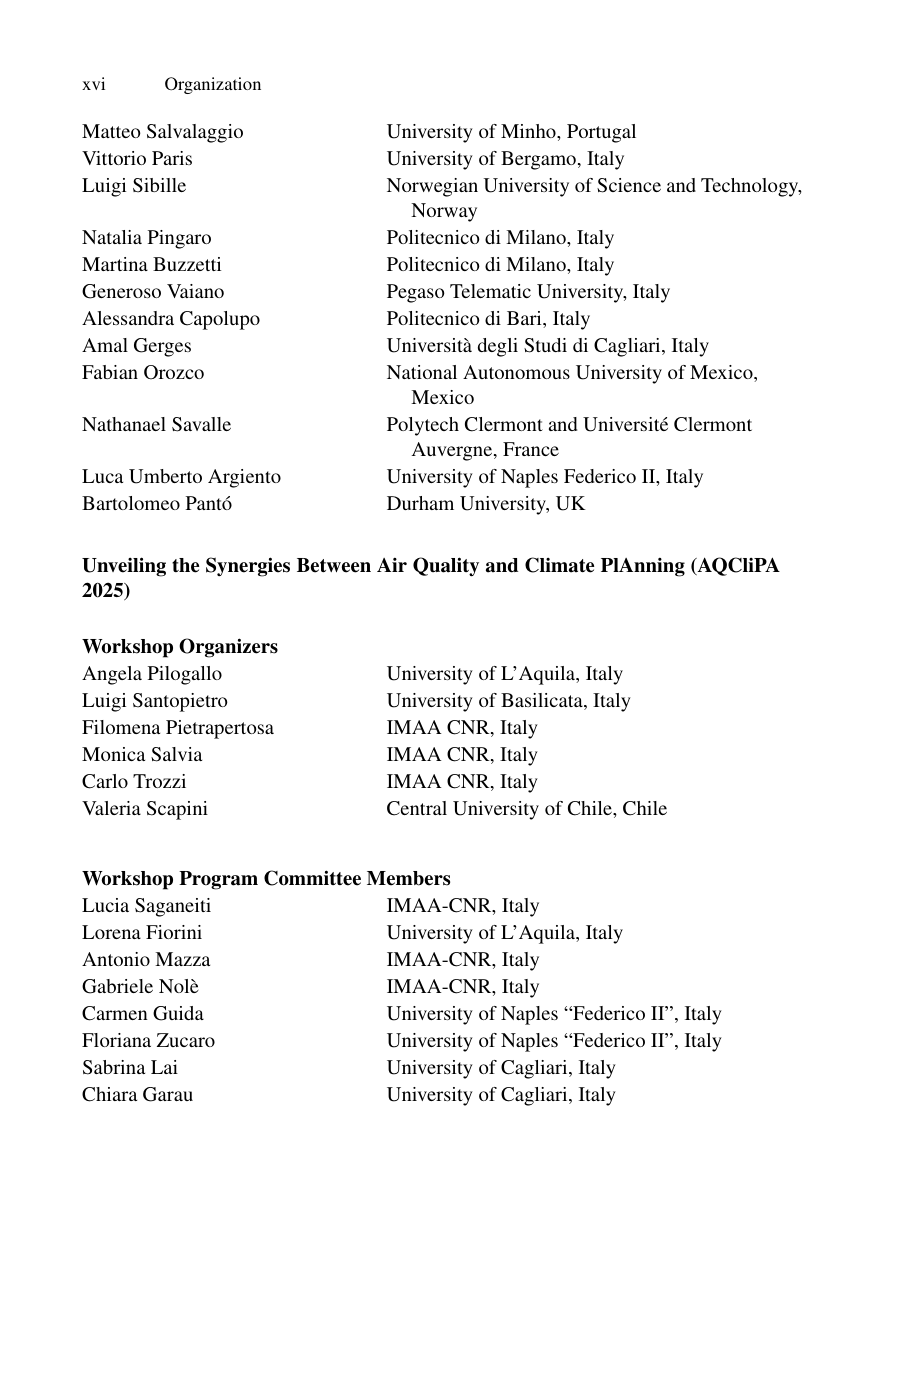 xvi Organization
Matteo Salvalaggio University of Minho, Portugal
Vittorio Paris University of Bergamo, Italy
Luigi Sibille Norwegian University of Science and Technology,
Norway
Natalia Pingaro Politecnico di Milano, Italy
Martina Buzzetti Politecnico di Milano, Italy
Generoso Vaiano Pegaso Telematic University, Italy
Alessandra Capolupo Politecnico di Bari, Italy
Amal Gerges Università degli Studi di Cagliari, Italy
Fabian Orozco National Autonomous University of Mexico,
Mexico
Nathanael Savalle Polytech Clermont and Université Clermont
Auvergne, France
Luca Umberto Argiento University of Naples Federico II, Italy
Bartolomeo Pantó Durham University, UK
Unveiling the Synergies Between Air Quality and Climate PlAnning (AQCliPA
2025)
Workshop Organizers
Angela Pilogallo University of L’Aquila, Italy
Luigi Santopietro University of Basilicata, Italy
Filomena Pietrapertosa IMAA CNR, Italy
Monica Salvia IMAA CNR, Italy
Carlo Trozzi IMAA CNR, Italy
Valeria Scapini Central University of Chile, Chile
Workshop Program Committee Members
Lucia Saganeiti IMAA-CNR, Italy
Lorena Fiorini University of L’Aquila, Italy
Antonio Mazza IMAA-CNR, Italy
Gabriele Nolè IMAA-CNR, Italy
Carmen Guida University of Naples “Federico II”, Italy
Floriana Zucaro University of Naples “Federico II”, Italy
Sabrina Lai University of Cagliari, Italy
Chiara Garau University of Cagliari, Italy